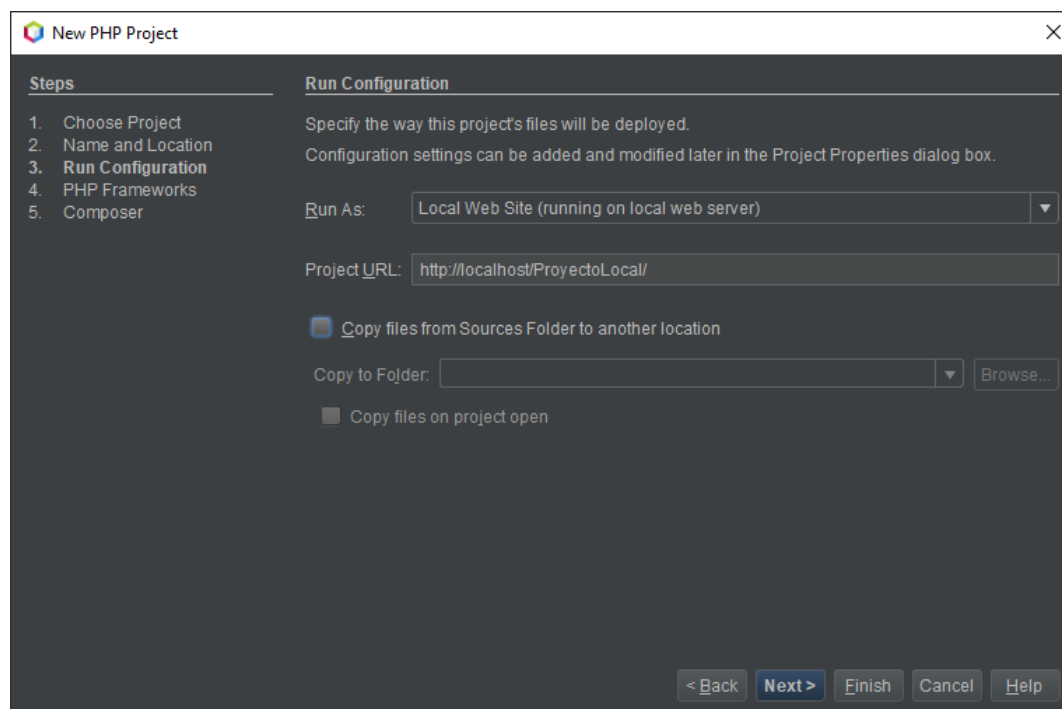 New PHP Project
Steps
1. Choose Project
2. Name and Location
3. Run Configuration
4. PHP Frameworks
5. Composer
Run Configuration
Specify the way this project's files will be deployed.
Configuration settings can be added and modified later in the Project Properties dialog box.
Run As: Local Web Site (running on local web server)
Project URL: http://localhost/ProyectoLocal/
Copy files from Sources Folder to another location
Copy to Folder: Browse...
Copy files on project open
< Back Next > Finish Cancel Help